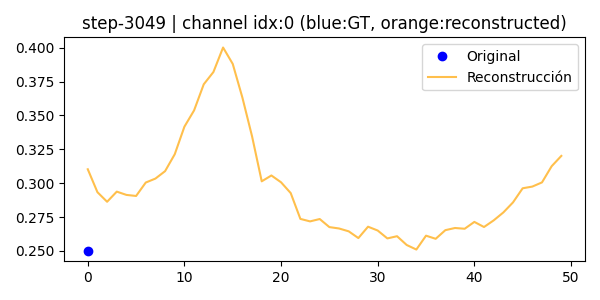 step-3049 | channel idx:0 (blue:GT, orange:reconstructed)
Original
Reconstrucción
0.400
0.375
0.350
0.325
0.300
0.275
0.250
0 10 20 30 40 50